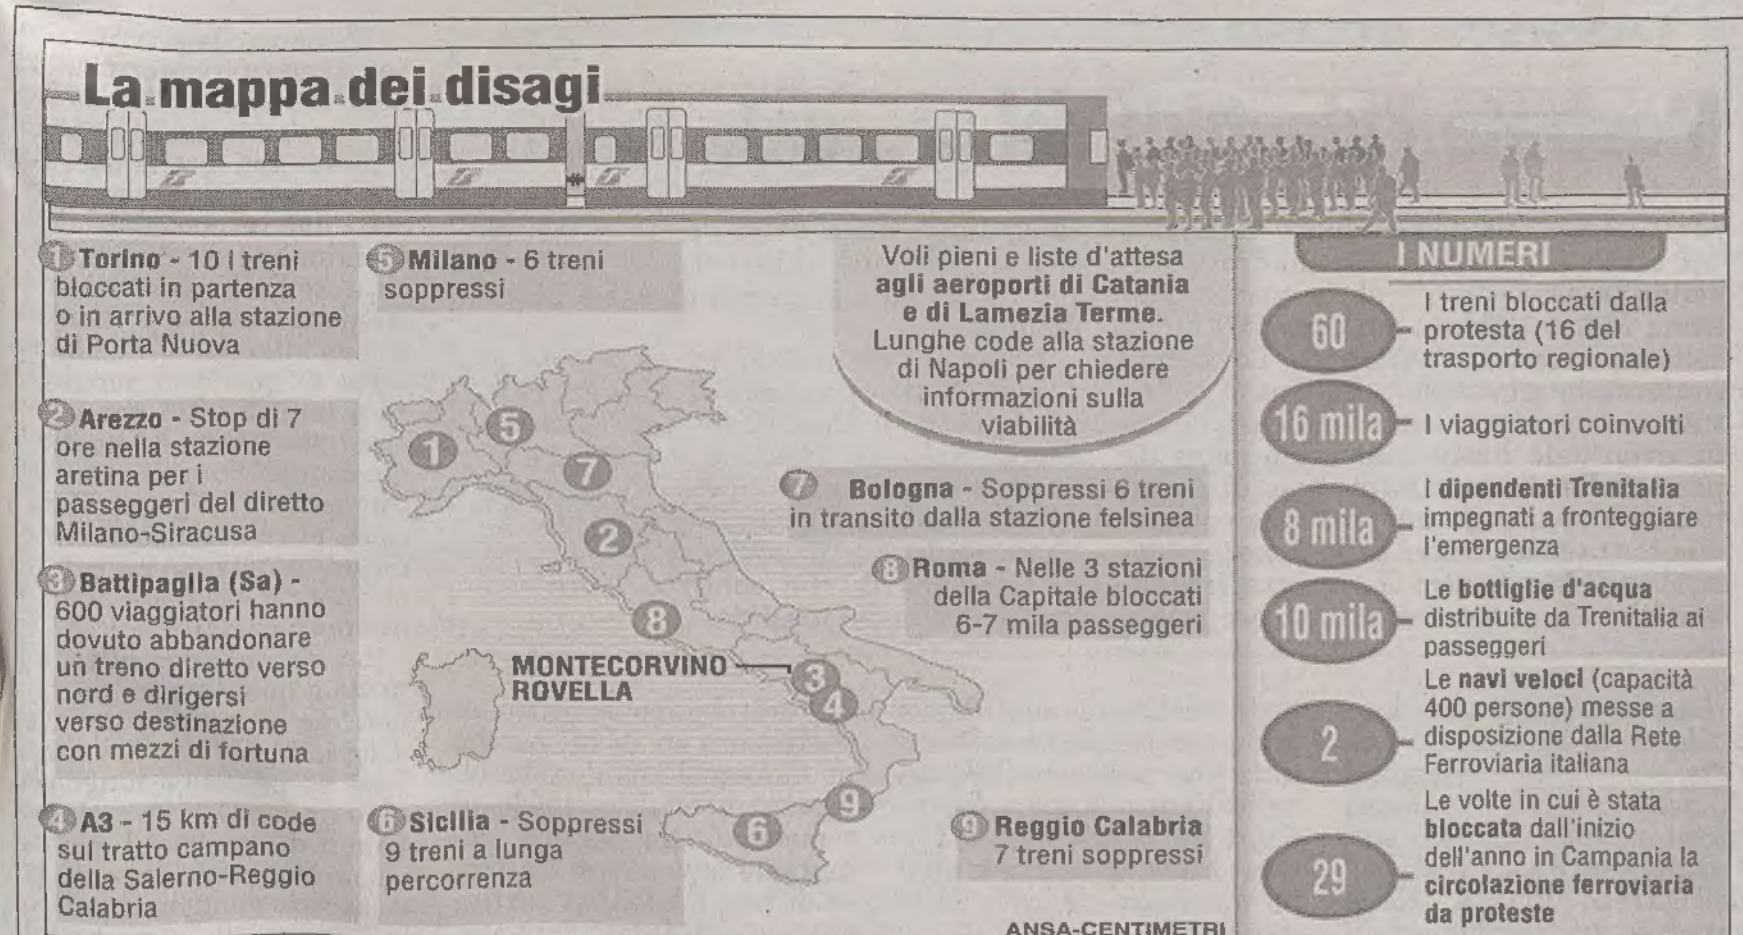 La mappa dei disagi
1 Torino - 10 i treni
bloccati in partenza
o in arrivo alla stazione
di Porta Nuova
2 Arezzo - Stop di 7
ore nella stazione
aretina per i
passeggeri del diretto
Milano-Siracusa
3 Battipaglia (Sa) -
600 viaggiatori hanno
dovuto abbandonare
un treno diretto verso
nord e dirigersi
verso destinazione
con mezzi di fortuna
4 A3 - 15 km di code
sul tratto campano
della Salerno-Reggio
Calabria
5 Milano - 6 treni
soppressi
1
5
7
2
8
MONTECORVINO
ROVELLA
3
4
9
6
6 Sicilia - Soppressi
9 treni a lunga
percorrenza
Voli pieni e liste d'attesa
agli aeroporti di Catania
e di Lamezia Terme.
Lunghe code alla stazione
di Napoli per chiedere
informazioni sulla
viabilità
7 Bologna - Soppressi 6 treni
in transito dalla stazione felsinea
8 Roma - Nelle 3 stazioni
della Capitale bloccati
6-7 mila passeggeri
9 Reggio Calabria
7 treni soppressi
ANSA-CENTIMETRI
I NUMERI
60
I treni bloccati dalla
protesta (16 del
trasporto regionale)
16 mila
I viaggiatori coinvolti
8 mila
I dipendenti Trenitalia
impegnati a fronteggiare
l'emergenza
10 mila
Le bottiglie d'acqua
distribuite da Trenitalia ai
passeggeri
2
Le navi veloci (capacità
400 persone) messe a
disposizione dalla Rete
Ferroviaria italiana
29
Le volte in cui è stata
bloccata dall'inizio
dell'anno in Campania la
circolazione ferroviaria
da proteste